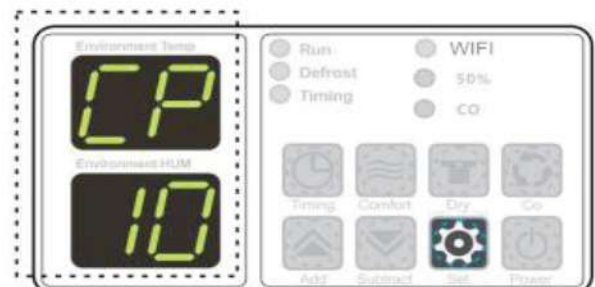 Environment Temp
CP
Environment HUM
10
Run
Defrost
Timing
WIFI
50%
CO
Timing
Comfort
Dry
Co
Add
Subtract
Set
Power